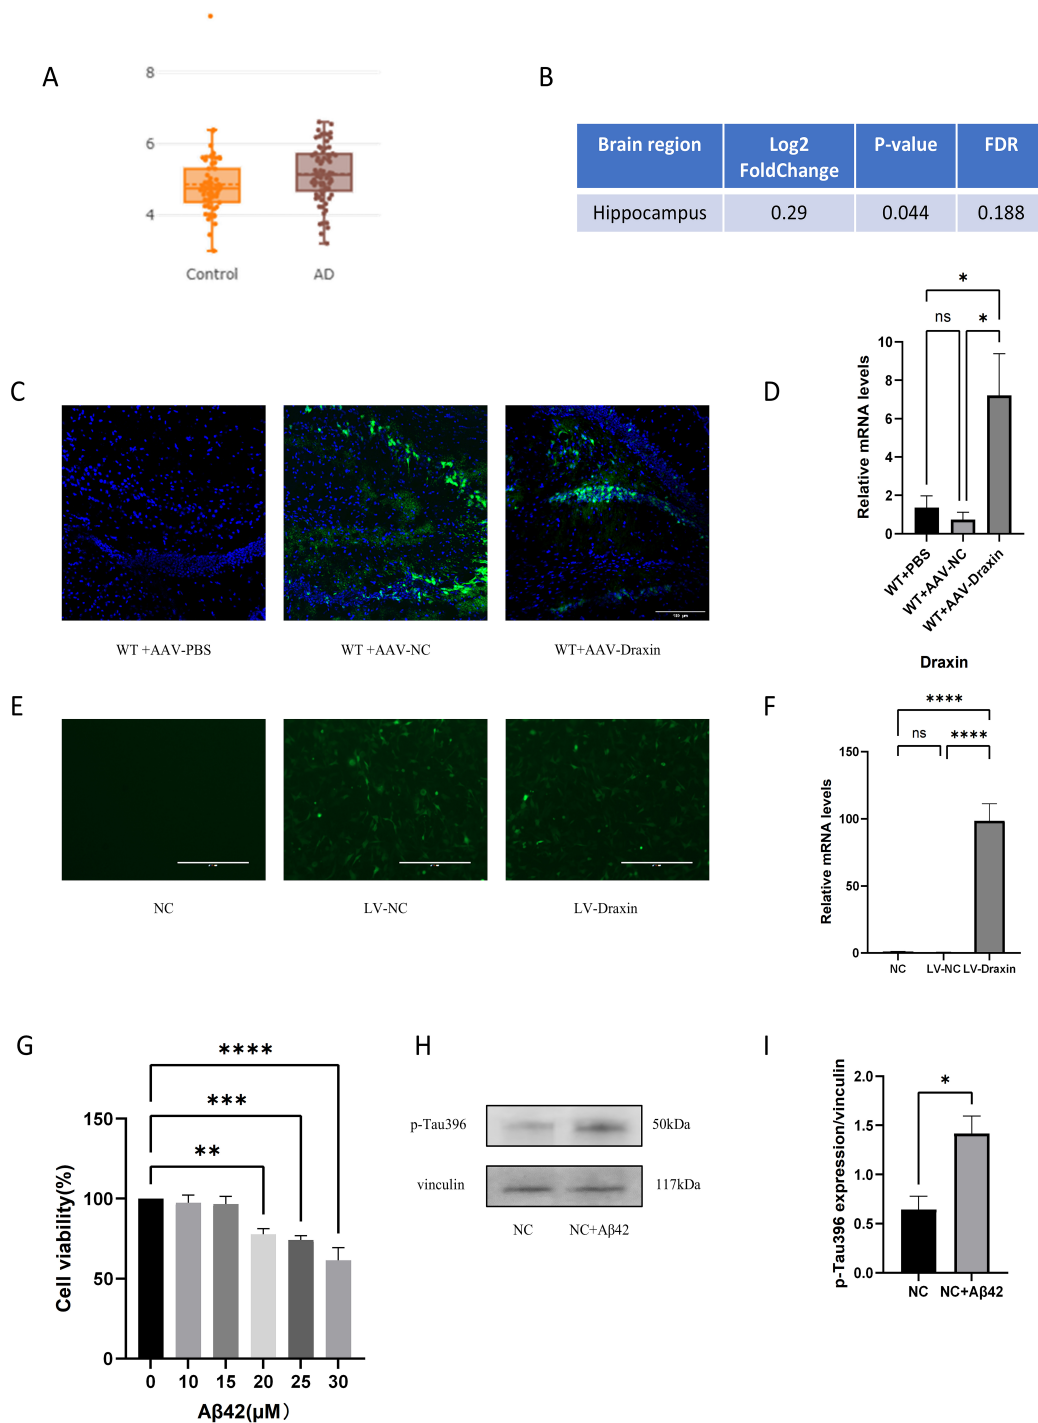 A
8
6
4
Control
AD
B
Brain region
Log2 FoldChange
P-value
FDR
Hippocampus
0.29
0.044
0.188
C
WT +AAV-PBS
WT +AAV-NC
WT+AAV-Draxin
D
*
ns
*
Relative mRNA levels
10
8
6
4
2
0
WT+PBS
WT+AAV-NC
WT+AAV-Draxin
Draxin
E
NC
LV-NC
LV-Draxin
F
****
ns
****
Relative mRNA levels
150
100
50
0
NC
LV-NC
LV-Draxin
G
****
***
**
Cell viability(%)
150
100
50
0
0
10
15
20
25
30
Aβ42(μM)
H
p-Tau396
50kDa
vinculin
117kDa
NC
NC+Aβ42
I
*
p-Tau396 expression/vinculin
2.0
1.5
1.0
0.5
0.0
NC
NC+Aβ42